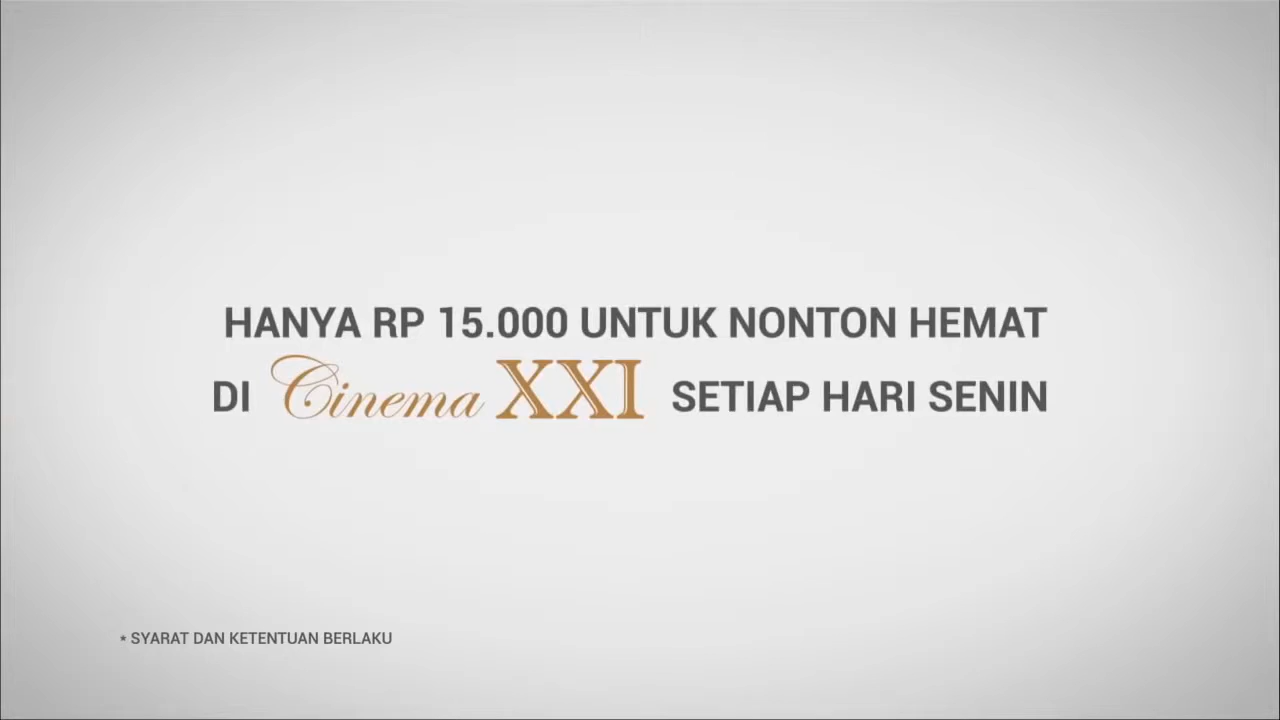 HANYA RP 15.000 UNTUK NONTON HEMAT
DI Cinema XXI SETIAP HARI SENIN
* SYARAT DAN KETENTUAN BERLAKU